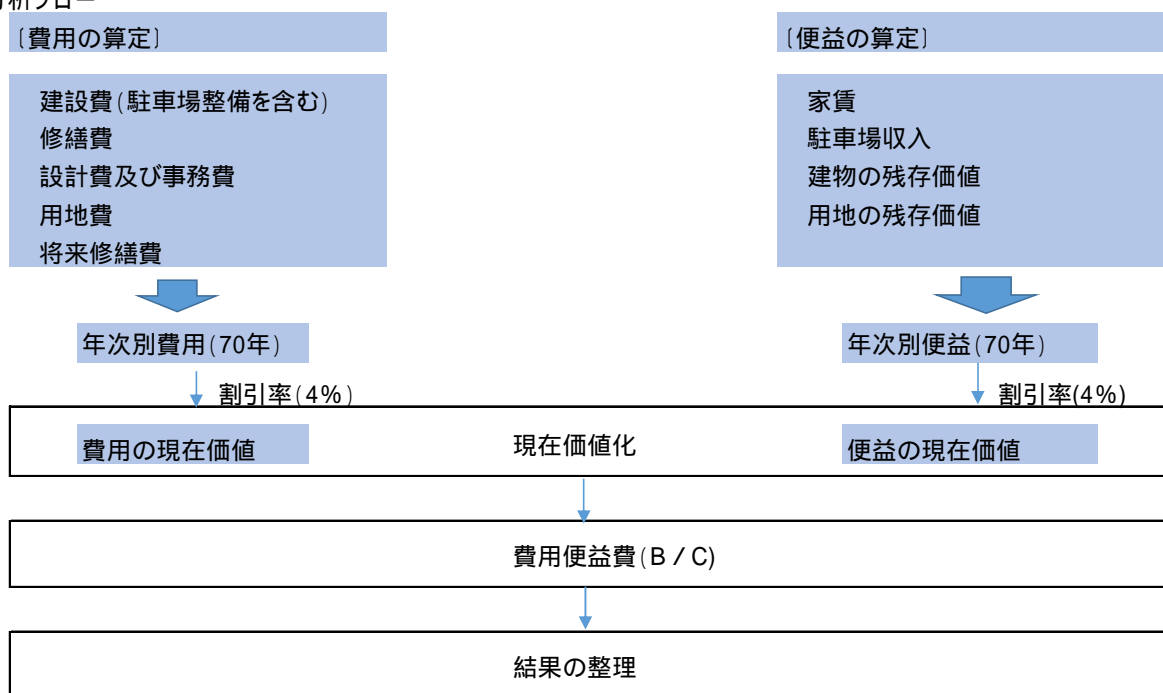 分析フロー
〔費用の算定〕
建設費(駐車場整備を含む)
修繕費
設計費及び事務費
用地費
将来修繕費
〔便益の算定〕
家賃
駐車場収入
建物の残存価値
用地の残存価値
年次別費用(70年)
年次別便益(70年)
割引率(4%)
割引率(4%)
費用の現在価値
現在価値化
便益の現在価値
費用便益費(B/C)
結果の整理